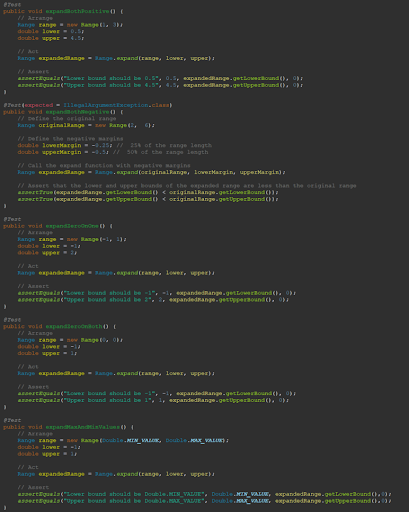 @Test
public void expandBothPositive() {
// Arrange
Range range = new Range(2, 3);
double lower = 0.5;
double upper = 4.5;
// Act
Range expandedRange = Range.expand(range, lower, upper);
// Assert
assertEquals("Lower bound should be 0.5", 0.5, expandedRange.getLowerBound(), 0);
assertEquals("Upper bound should be 4.5", 4.5, expandedRange.getUpperBound(), 0);
}
@Test(expected = IllegalArgumentException.class)
public void expandBothNegative() {
// Define the original range
Range originalRange = new Range(2, 6);
// Define the negative margins
double lowerMargin = -0.25; // 25% of the range length
double upperMargin = -0.5; // 50% of the range length
// Call the expand function with negative margins
Range expandedRange = Range.expand(originalRange, lowerMargin, upperMargin);
// Assert that the lower and upper bounds of the expanded range are less than the original range
assertTrue(expandedRange.getLowerBound() < originalRange.getLowerBound());
assertTrue(expandedRange.getUpperBound() < originalRange.getUpperBound());
}
@Test
public void expandZeroOnOne() {
// Arrange
Range range = new Range(-1, 1);
double lower = -1;
double upper = 2;
// Act
Range expandedRange = Range.expand(range, lower, upper);
// Assert
assertEquals("Lower bound should be -1", -1, expandedRange.getLowerBound(), 0);
assertEquals("Upper bound should be 2", 2, expandedRange.getUpperBound(), 0);
}
@Test
public void expandZeroOnBoth() {
// Arrange
Range range = new Range(0, 0);
double lower = -1;
double upper = 1;
// Act
Range expandedRange = Range.expand(range, lower, upper);
// Assert
assertEquals("Lower bound should be -1", -1, expandedRange.getLowerBound(), 0);
assertEquals("Upper bound should be 1", 1, expandedRange.getUpperBound(), 0);
}
@Test
public void expandMaxAndMinValues() {
// Arrange
Range range = new Range(Double.MIN_VALUE, Double.MAX_VALUE);
double lower = -1;
double upper = 1;
// Act
Range expandedRange = Range.expand(range, lower, upper);
// Assert
assertEquals("Lower bound should be Double.MIN_VALUE", Double.MIN_VALUE, expandedRange.getLowerBound(),0);
assertEquals("Upper bound should be Double.MAX_VALUE", Double.MAX_VALUE, expandedRange.getUpperBound(),0);
}